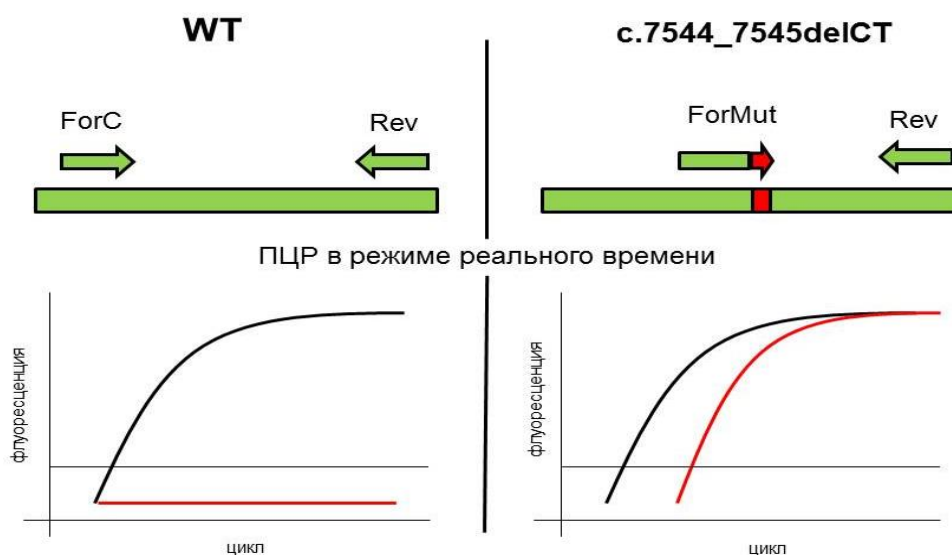 WT
c.7544_7545delCT
ForC
Rev
ForMut
Rev
ПЦР в режиме реального времени
флуоресценция
цикл
флуоресценция
цикл